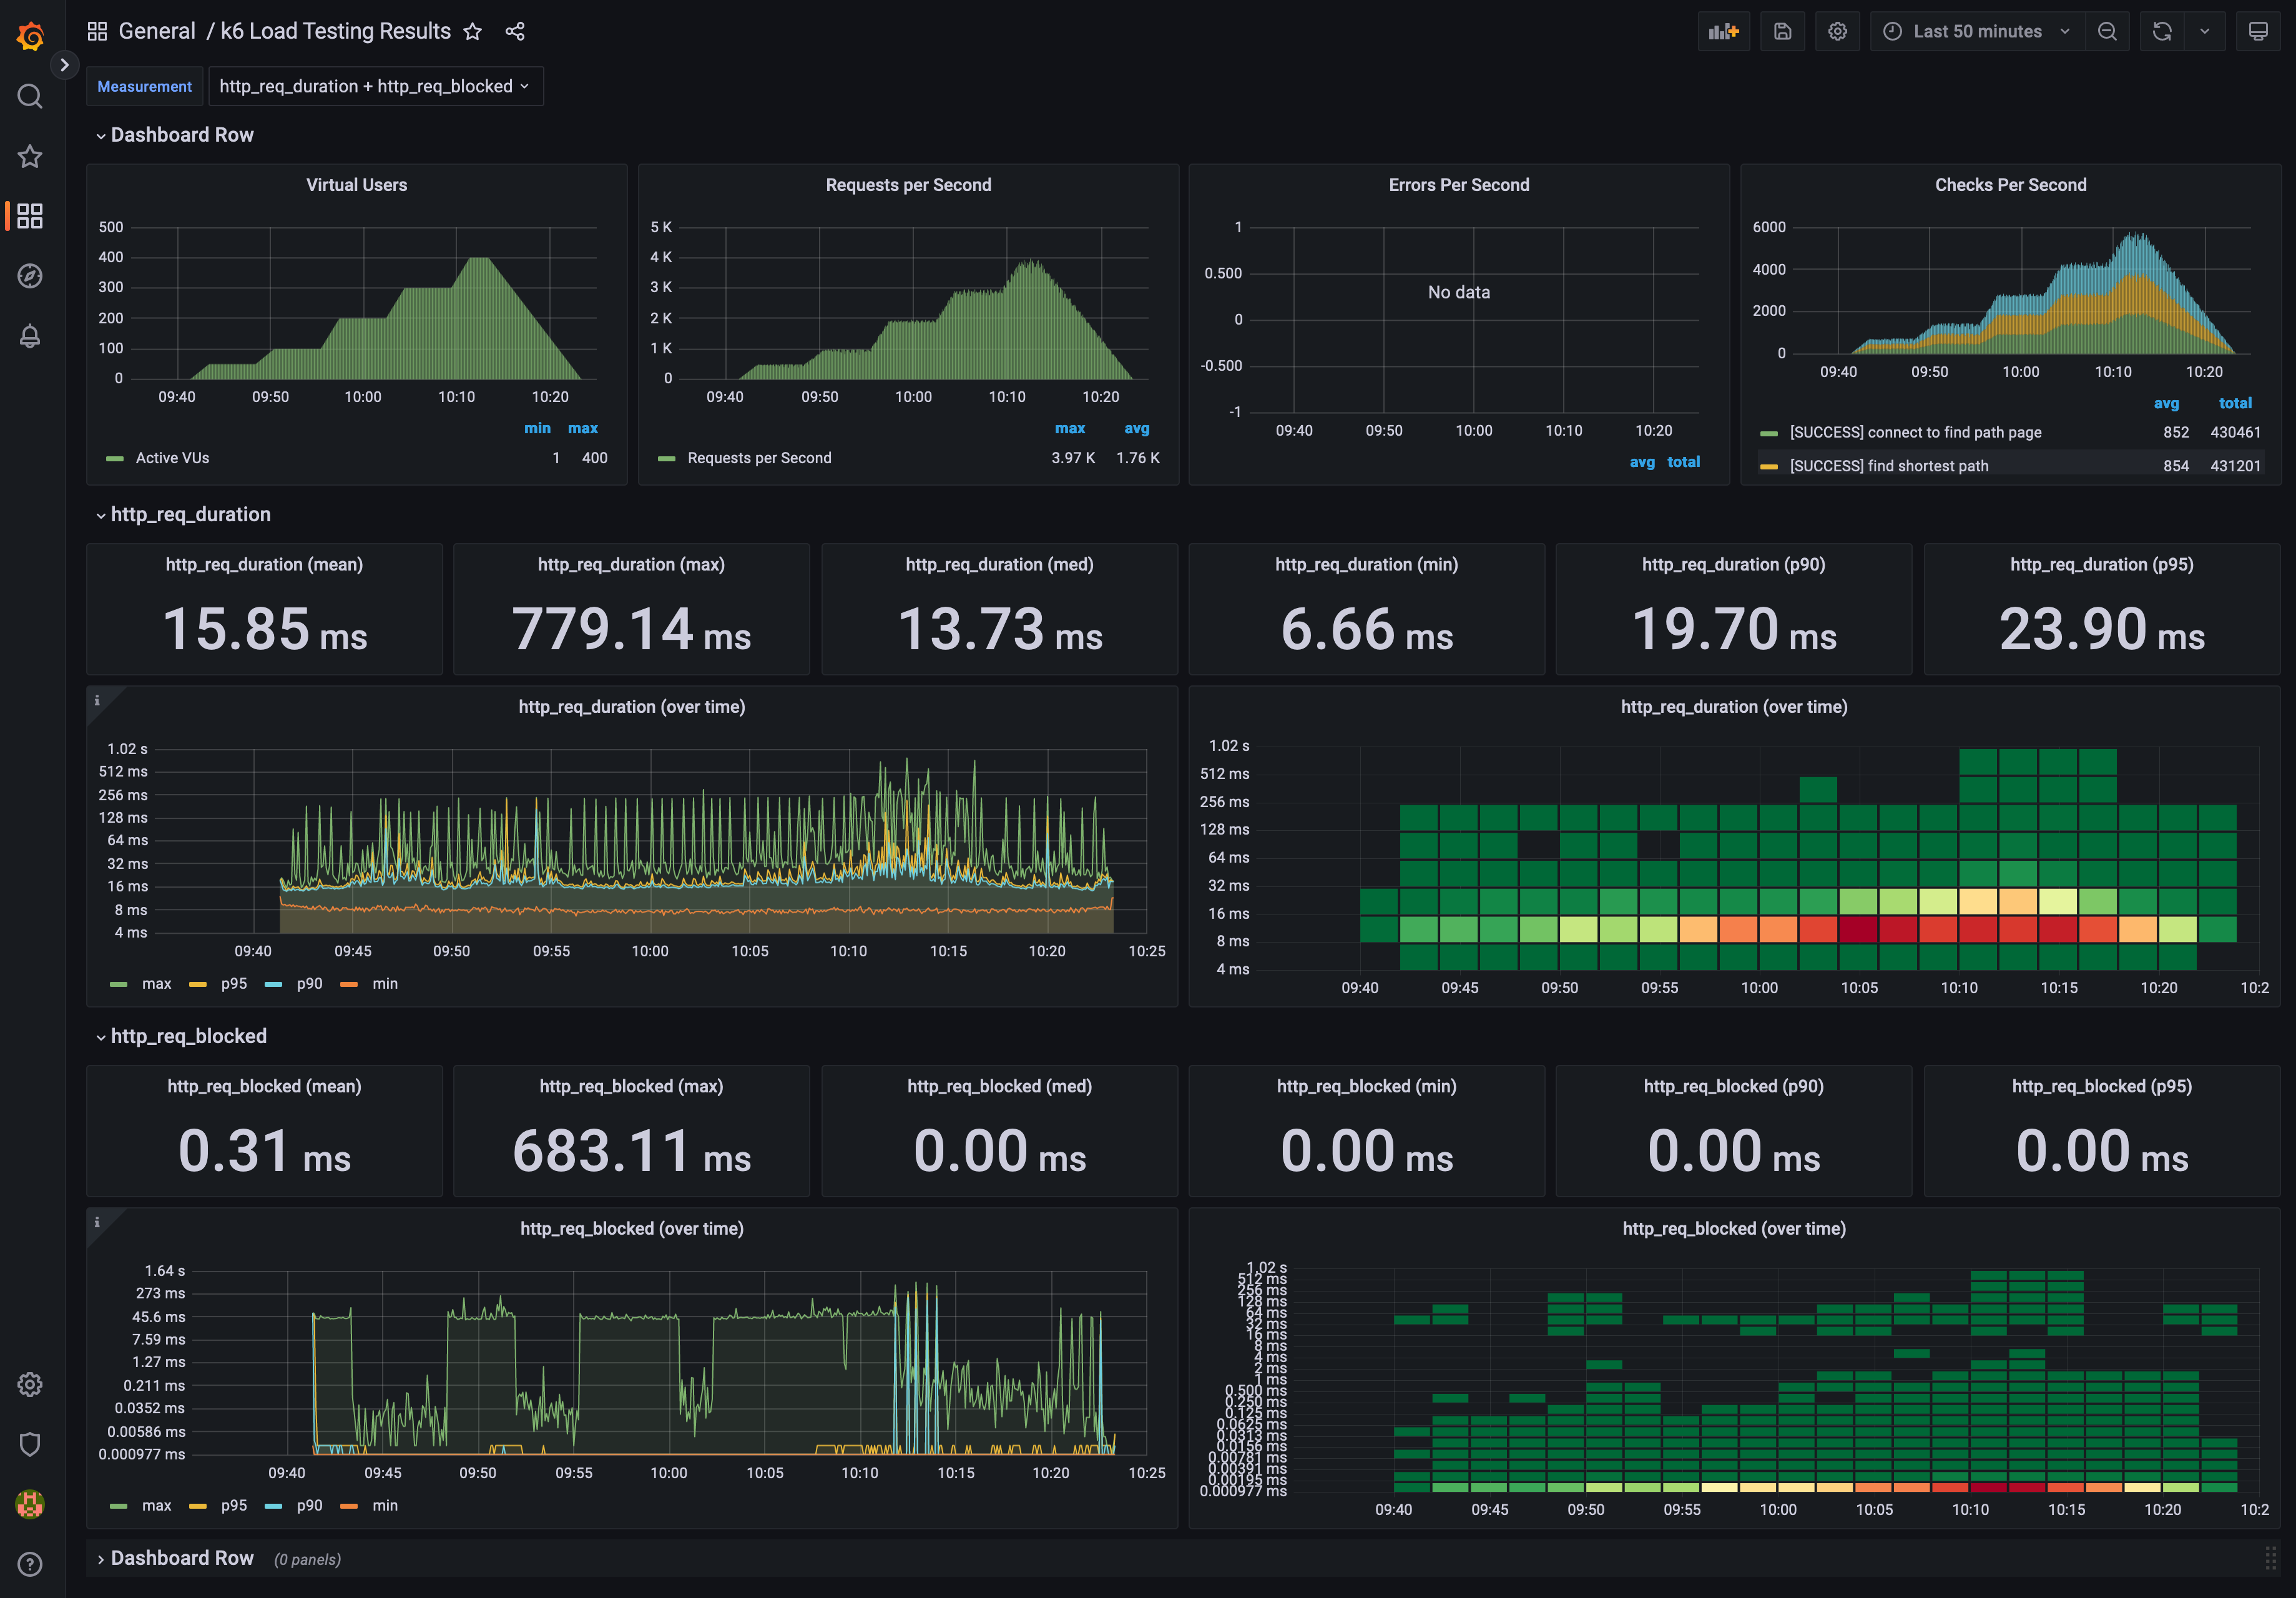 General / k6 Load Testing Results
Last 50 minutes
Measurement
http_req_duration + http_req_blocked
Dashboard Row
Virtual Users
500
400
300
200
100
0
09:40 09:50 10:00 10:10 10:20
min max
Active VUs 1 400
Requests per Second
5 K
4 K
3 K
2 K
1 K
0
09:40 09:50 10:00 10:10 10:20
max avg
Requests per Second 3.97 K 1.76 K
Errors Per Second
1
0.500
0
-0.500
-1
No data
09:40 09:50 10:00 10:10 10:20
avg total
Checks Per Second
6000
4000
2000
0
09:40 09:50 10:00 10:10 10:20
avg total
[SUCCESS] connect to find path page 852 430461
[SUCCESS] find shortest path 854 431201
http_req_duration
http_req_duration (mean)
15.85 ms
http_req_duration (max)
779.14 ms
http_req_duration (med)
13.73 ms
http_req_duration (min)
6.66 ms
http_req_duration (p90)
19.70 ms
http_req_duration (p95)
23.90 ms
http_req_duration (over time)
1.02 s
512 ms
256 ms
128 ms
64 ms
32 ms
16 ms
8 ms
4 ms
09:40 09:45 09:50 09:55 10:00 10:05 10:10 10:15 10:20 10:25
max p95 p90 min
http_req_duration (over time)
1.02 s
512 ms
256 ms
128 ms
64 ms
32 ms
16 ms
8 ms
4 ms
09:40 09:45 09:50 09:55 10:00 10:05 10:10 10:15 10:20 10:2
http_req_blocked
http_req_blocked (mean)
0.31 ms
http_req_blocked (max)
683.11 ms
http_req_blocked (med)
0.00 ms
http_req_blocked (min)
0.00 ms
http_req_blocked (p90)
0.00 ms
http_req_blocked (p95)
0.00 ms
http_req_blocked (over time)
1.64 s
273 ms
45.6 ms
7.59 ms
1.27 ms
0.211 ms
0.0352 ms
0.00586 ms
0.000977 ms
09:40 09:45 09:50 09:55 10:00 10:05 10:10 10:15 10:20 10:25
max p95 p90 min
http_req_blocked (over time)
1.02 s
512 ms
256 ms
128 ms
64 ms
32 ms
16 ms
8 ms
4 ms
2 ms
1 ms
0.500 ms
0.250 ms
0.125 ms
0.0625 ms
0.0313 ms
0.0156 ms
0.00781 ms
0.00391 ms
0.00195 ms
0.000977 ms
09:40 09:45 09:50 09:55 10:00 10:05 10:10 10:15 10:20 10:2
Dashboard Row (0 panels)